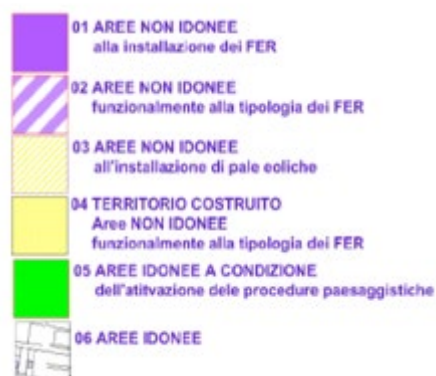 01 AREE NON IDONEE
alla installazione dei FER
02 AREE NON IDONEE
funzionalmente alla tipologia dei FER
03 AREE NON IDONEE
all'installazione di pale eoliche
04 TERRITORIO COSTRUITO
Aree NON IDONEE
funzionalmente alla tipologia dei FER
05 AREE IDONEE A CONDIZIONE
dell'atitvazione dele procedure paesaggistiche
06 AREE IDONEE